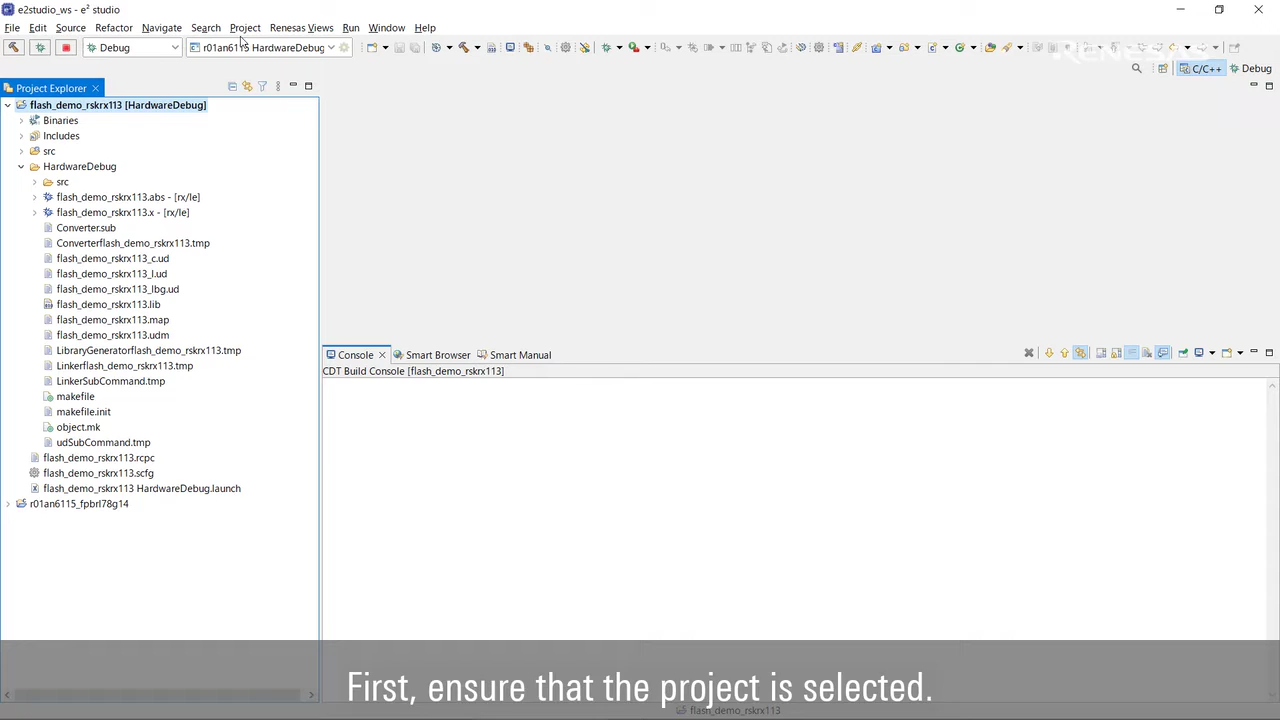 e2studio_ws - e² studio
File Edit Source Refactor Navigate Search Project Renesas Views Run Window Help
Debug r01an6115 HardwareDebug
RENESAS
C/C++ Debug
Project Explorer
flash_demo_rskrx113 [HardwareDebug]
Binaries
Includes
src
HardwareDebug
src
flash_demo_rskrx113.abs - [rx/le]
flash_demo_rskrx113.x - [rx/le]
Converter.sub
Converterflash_demo_rskrx113.tmp
flash_demo_rskrx113_c.ud
flash_demo_rskrx113_l.ud
flash_demo_rskrx113_lbg.ud
flash_demo_rskrx113.lib
flash_demo_rskrx113.map
flash_demo_rskrx113.udm
LibraryGeneratorflash_demo_rskrx113.tmp
Linkerflash_demo_rskrx113.tmp
LinkerSubCommand.tmp
makefile
makefile.init
object.mk
udSubCommand.tmp
flash_demo_rskrx113.rcpc
flash_demo_rskrx113.scfg
flash_demo_rskrx113 HardwareDebug.launch
r01an6115_fpbrl78g14
Console Smart Browser Smart Manual
CDT Build Console [flash_demo_rskrx113]
First, ensure that the project is selected.
flash_demo_rskrx113